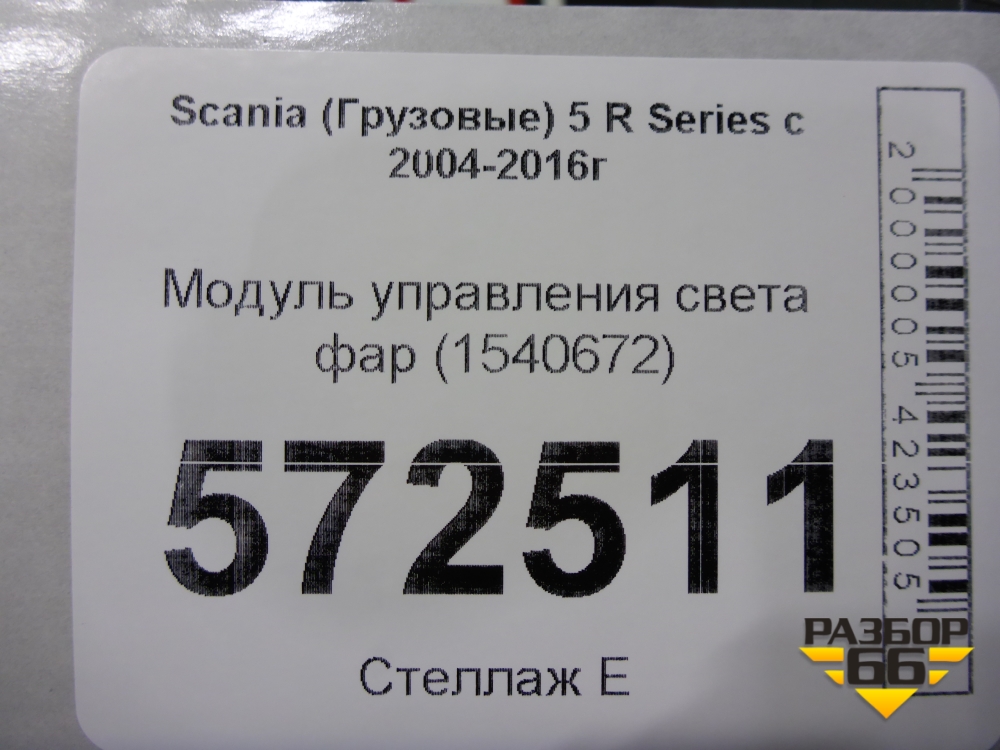 Scania (Грузовые) 5 R Series с
2004-2016г
Модуль управления света
фар (1540672)
572511
Стеллаж Е
2000005423505
РАЗБОР
66